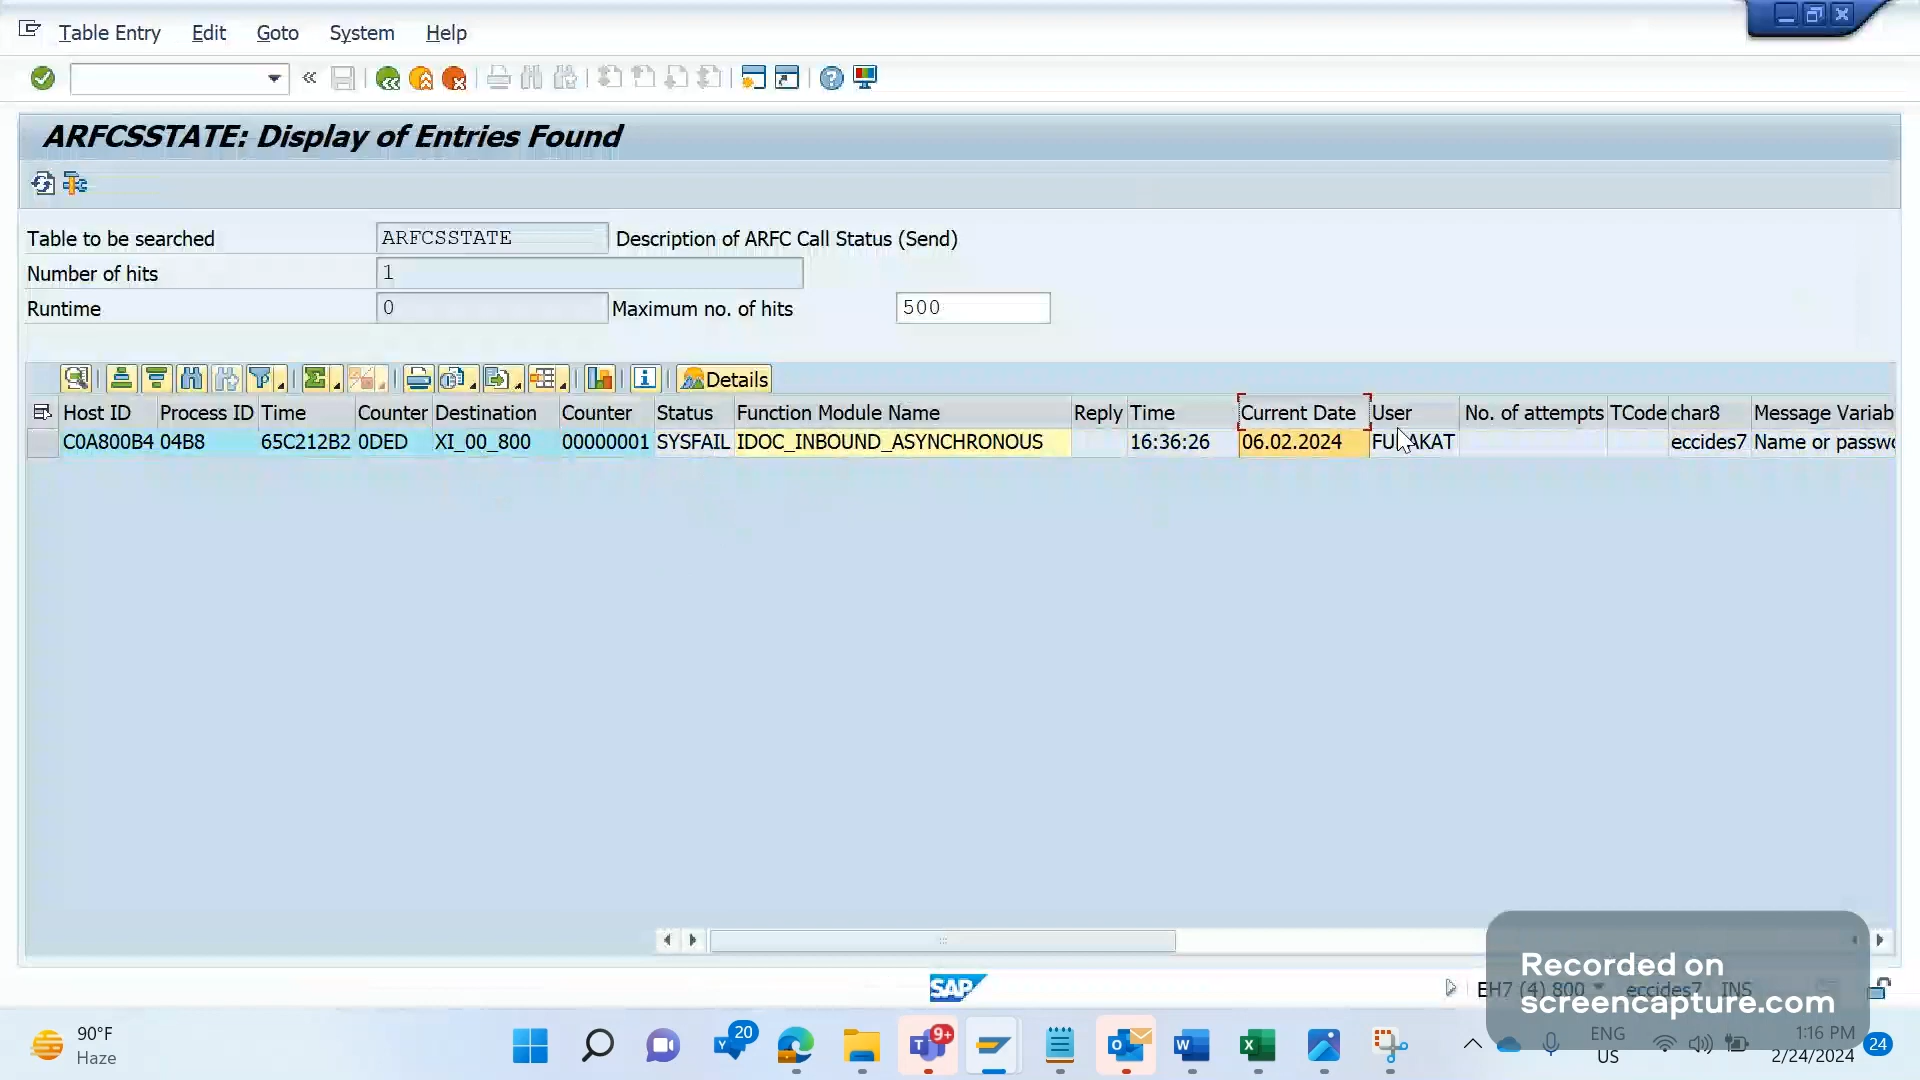 Table Entry Edit Goto System Help
ARFCSSTATE: Display of Entries Found
Table to be searched ARFCSSTATE Description of ARFC Call Status (Send)
Number of hits 1
Runtime 0 Maximum no. of hits 500
Details
Host ID Process ID Time Counter Destination Counter Status Function Module Name Reply Time Current Date User No. of attempts TCode char8 Message Variab
C0A800B4 04B8 65C212B2 0DED XI_00_800 00000001 SYSFAIL IDOC_INBOUND_ASYNCHRONOUS 16:36:26 06.02.2024 eccides7 Name or passwo
SAP EH7 (4) 800 eccides7 INS
Recorded on
screencapture.com
90°F
Haze
20
9+
ENG
US
1:16 PM
2/24/2024
24